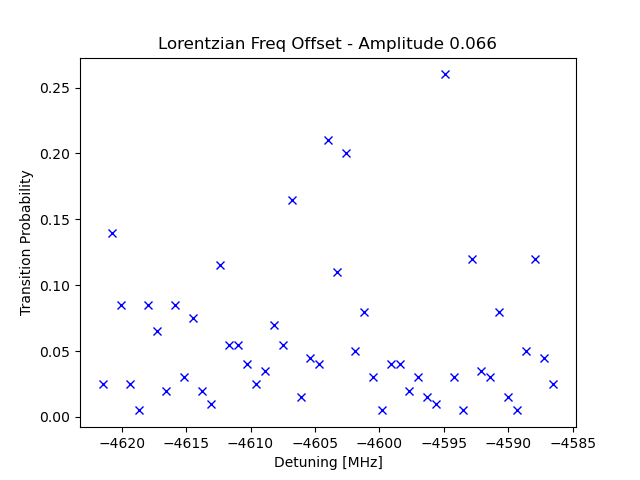 Lorentzian Freq Offset - Amplitude 0.066
Transition Probability
0.25
0.20
0.15
0.10
0.05
0.00
−4620 −4615 −4610 −4605 −4600 −4595 −4590 −4585
Detuning [MHz]